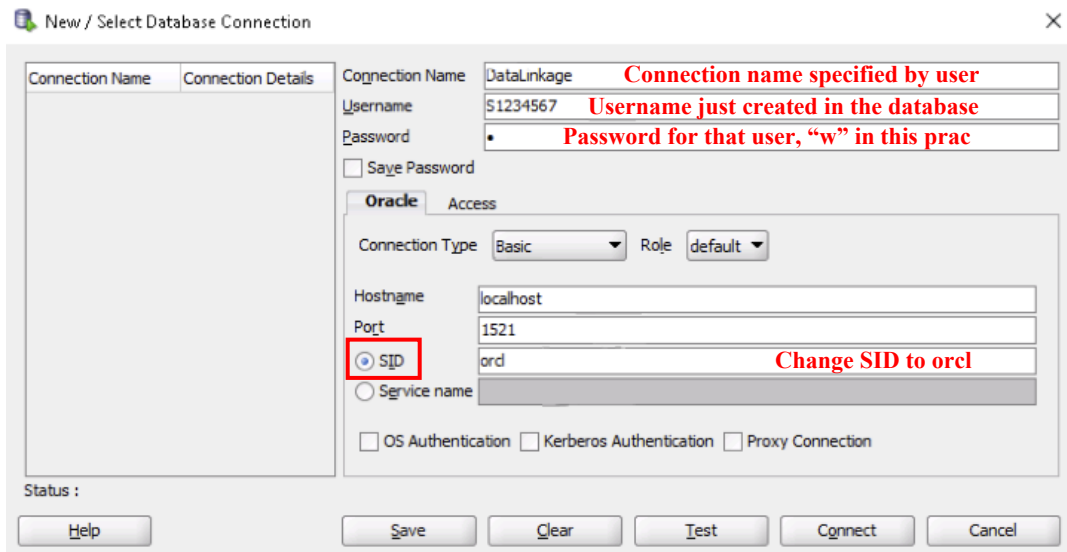 New / Select Database Connection
Connection Name Connection Details
Connection Name DataLinkage Connection name specified by user
Username S1234567 Username just created in the database
Password • Password for that user, “w” in this prac
Save Password
Oracle Access
Connection Type Basic Role default
Hostname localhost
Port 1521
SID orcl Change SID to orcl
Service name
OS Authentication Kerberos Authentication Proxy Connection
Status :
Help Save Clear Test Connect Cancel